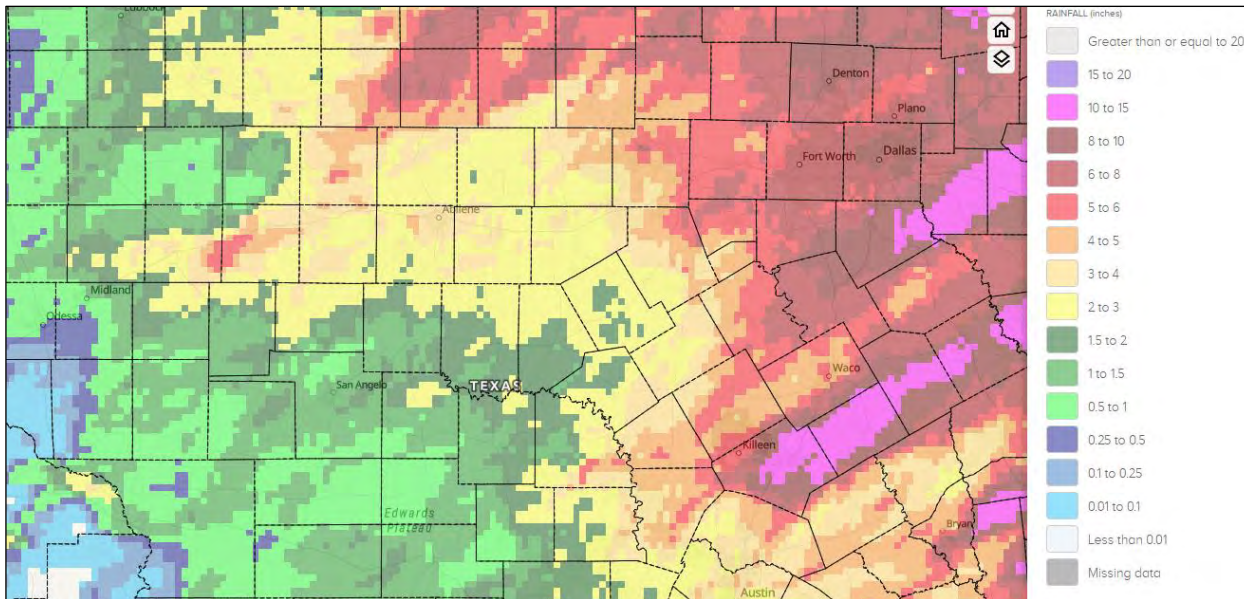 Lubbock
Denton
Plano
Fort Worth
Dallas
Abilene
Midland
Odessa
San Angelo
TEXAS
Waco
Killeen
Edwards
Plateau
Bryan
Austin
RAINFALL (inches)
Greater than or equal to 20
15 to 20
10 to 15
8 to 10
6 to 8
5 to 6
4 to 5
3 to 4
2 to 3
1.5 to 2
1 to 1.5
0.5 to 1
0.25 to 0.5
0.1 to 0.25
0.01 to 0.1
Less than 0.01
Missing data